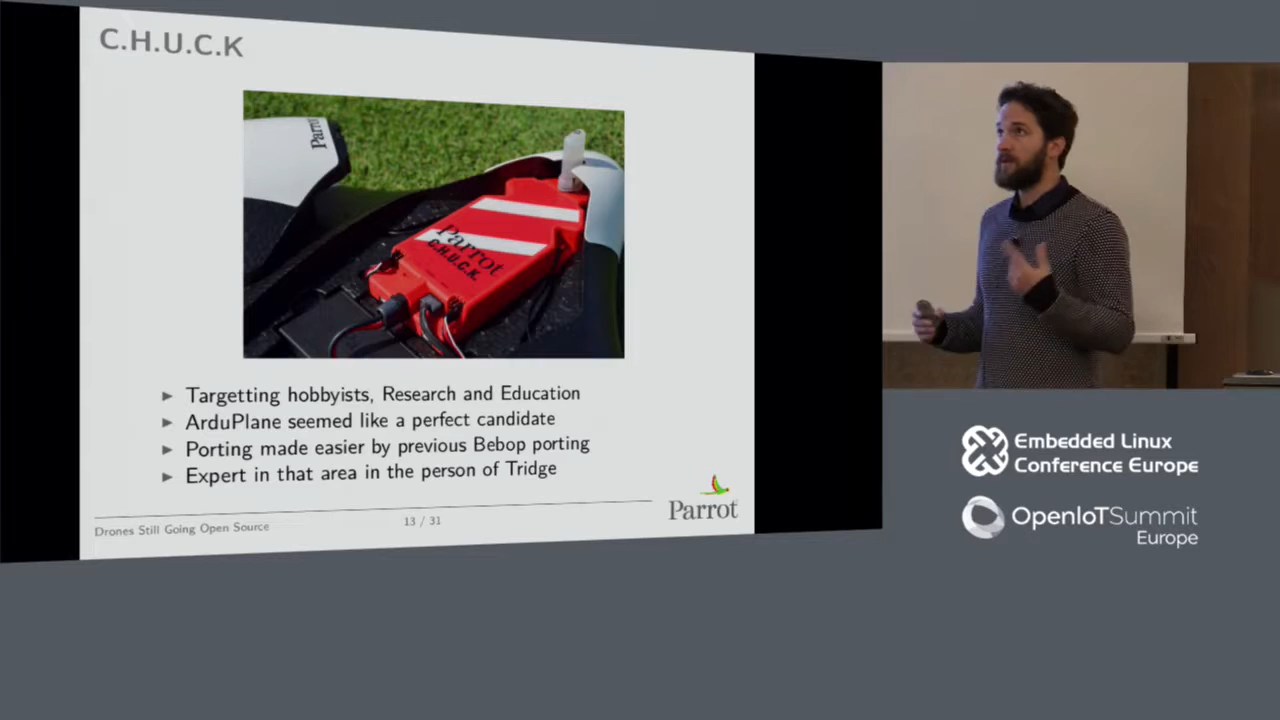 C.H.U.C.K
Parrot
Parrot
C.H.U.C.K.
► Targetting hobbyists, Research and Education
► ArduPlane seemed like a perfect candidate
► Porting made easier by previous Bebop porting
► Expert in that area in the person of Tridge
Drones Still Going Open Source
13 / 31
Parrot
Embedded Linux
Conference Europe
OpenIoTSummit
Europe